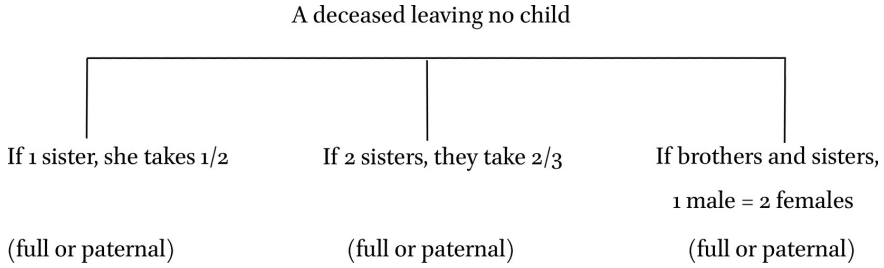 A deceased leaving no child
If 1 sister, she takes 1/2
If 2 sisters, they take 2/3
If brothers and sisters,
1 male = 2 females
(full or paternal)
(full or paternal)
(full or paternal)